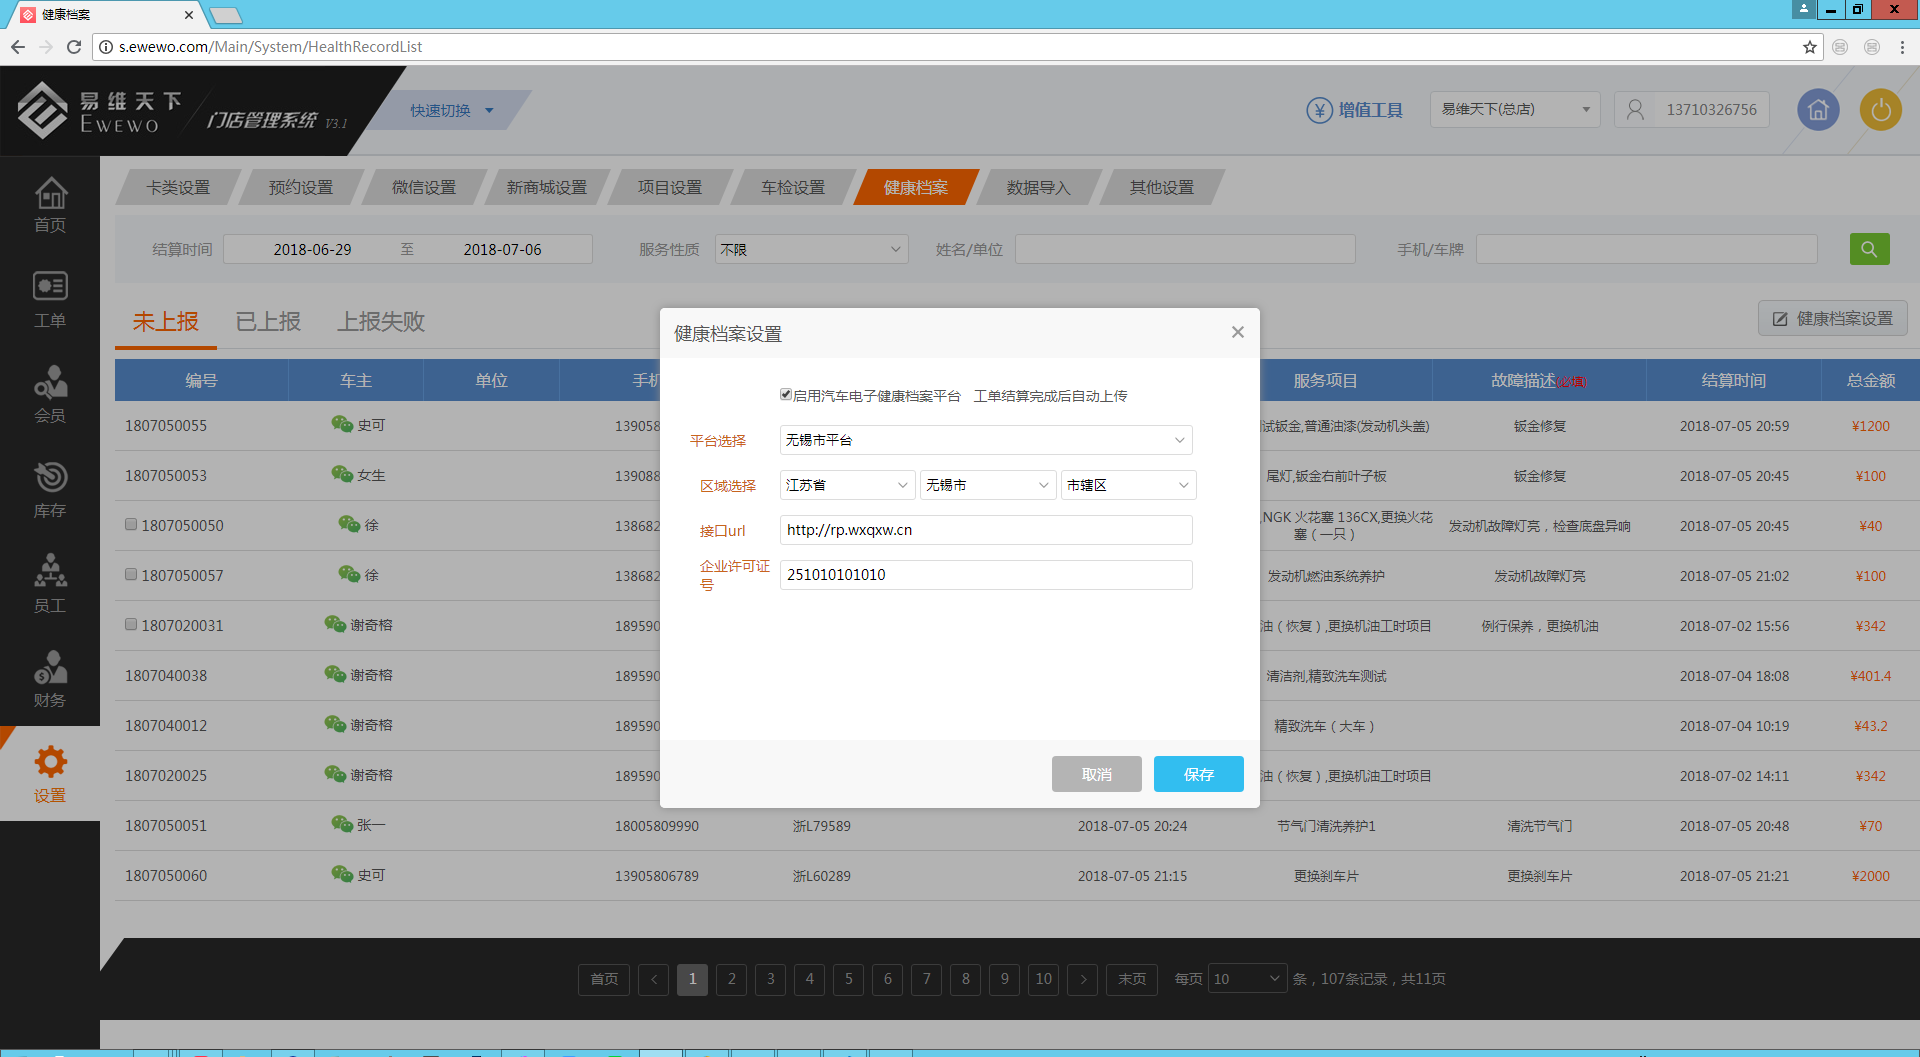 健康档案
s.ewewo.com/Main/System/HealthRecordList
易维天下
EWEWO
门店管理系统 V3.1
快速切换
¥ 增值工具
易维天下(总店)
13710326756
首页
工单
会员
库存
员工
财务
设置
卡类设置 预约设置 微信设置 新商城设置 项目设置 车检设置 健康档案 数据导入 其他设置
结算时间 2018-06-29 至 2018-07-06 服务性质 不限 姓名/单位 手机/车牌
未上报 已上报 上报失败
健康档案设置
编号 车主 单位 手机 服务项目 故障描述(必填) 结算时间 总金额
1807050055 史可 139058 试钣金,普通油漆(发动机头盖) 钣金修复 2018-07-05 20:59 ¥1200
1807050053 女生 139088 尾灯,钣金右前叶子板 钣金修复 2018-07-05 20:45 ¥100
1807050050 徐 138682 ,NGK 火花塞 136CX,更换火花
塞（一只） 发动机故障灯亮，检查底盘异响 2018-07-05 20:45 ¥40
1807050057 徐 138682 发动机燃油系统养护 发动机故障灯亮 2018-07-05 21:02 ¥100
1807020031 谢奇榕 189590 油（恢复）,更换机油工时项目 例行保养，更换机油 2018-07-02 15:56 ¥342
1807040038 谢奇榕 189590 清洁剂,精致洗车测试 2018-07-04 18:08 ¥401.4
1807040012 谢奇榕 189590 精致洗车（大车） 2018-07-04 10:19 ¥43.2
1807020025 谢奇榕 189590 油（恢复）,更换机油工时项目 2018-07-02 14:11 ¥342
1807050051 张一 18005809990 浙L79589 2018-07-05 20:24 节气门清洗养护1 清洗节气门 2018-07-05 20:48 ¥70
1807050060 史可 13905806789 浙L60289 2018-07-05 21:15 更换刹车片 更换刹车片 2018-07-05 21:21 ¥2000
健康档案设置
启用汽车电子健康档案平台 工单结算完成后自动上传
平台选择 无锡市平台
区域选择 江苏省 无锡市 市辖区
接口url http://rp.wxqxw.cn
企业许可证
号 251010101010
取消 保存
首页 < 1 2 3 4 5 6 7 8 9 10 > 末页 每页 10 条，107条记录，共11页